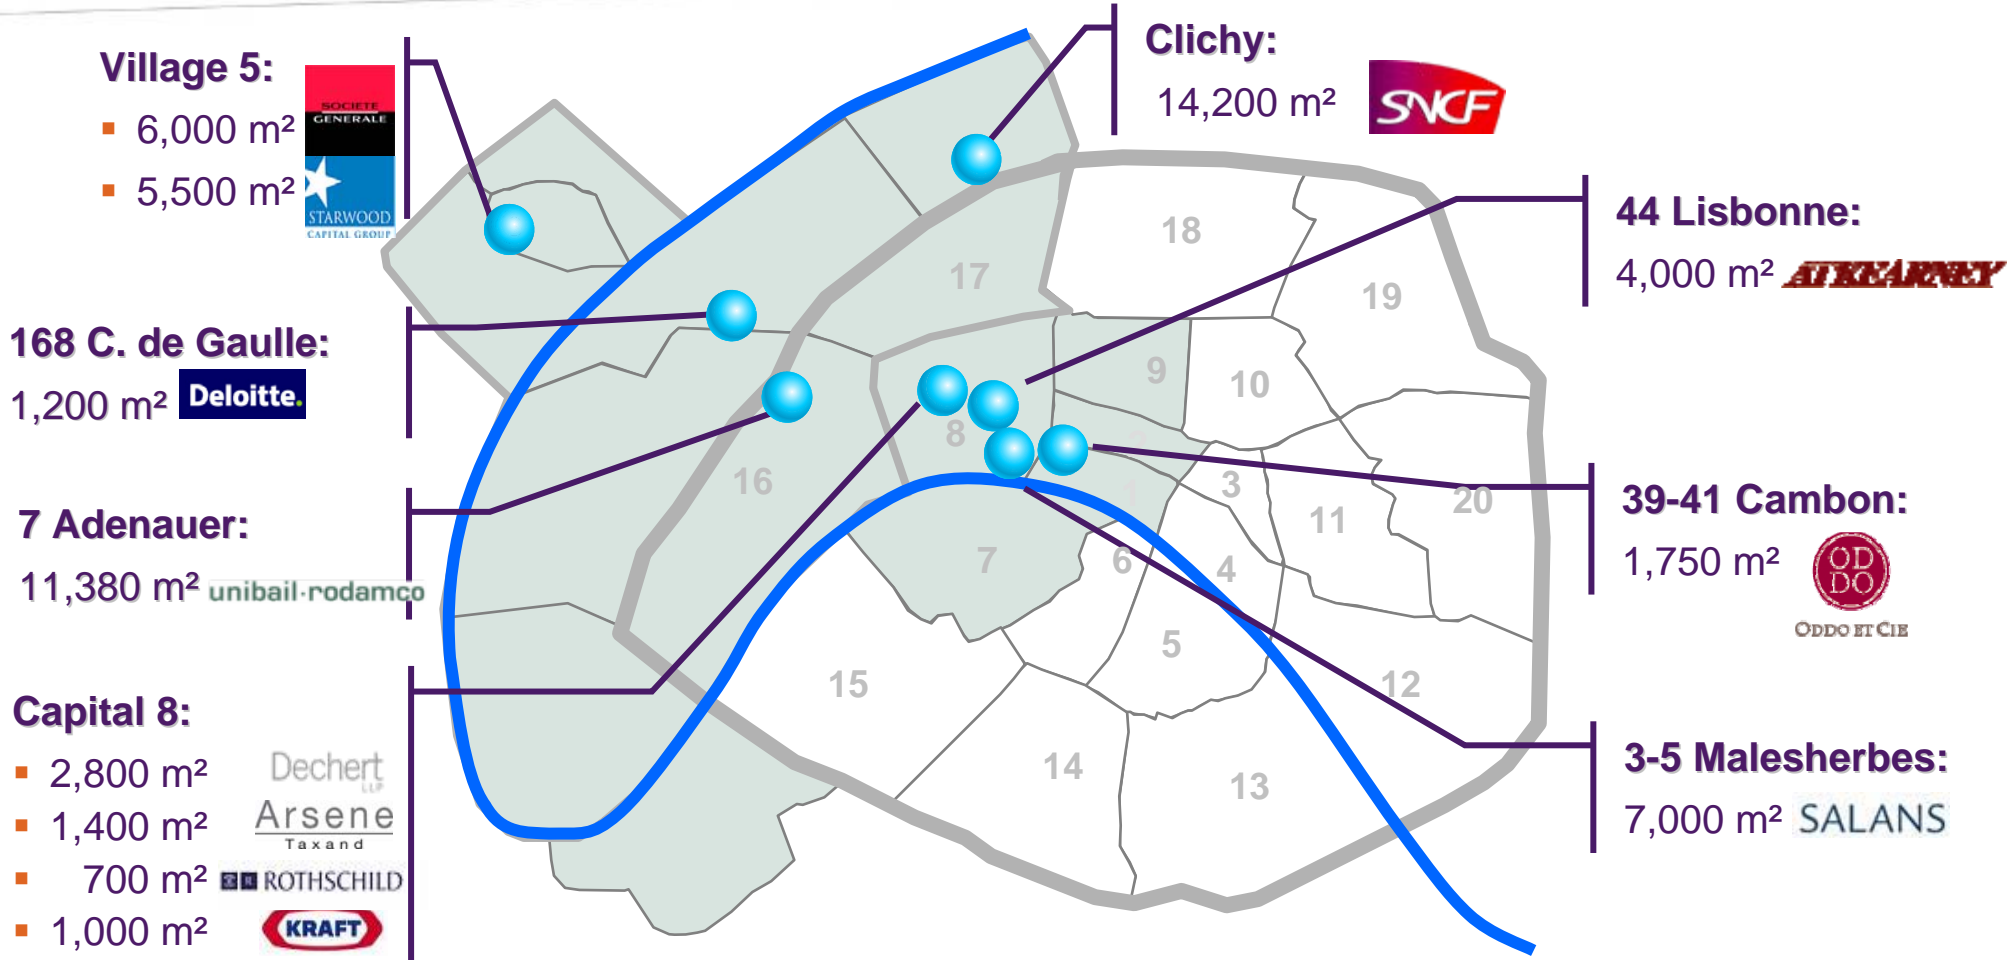 Village 5:
▪ 6,000 m²
SOCIETE
GENERALE
▪ 5,500 m²
STARWOOD
CAPITAL GROUP
168 C. de Gaulle:
1,200 m² Deloitte.
7 Adenauer:
11,380 m² unibail·rodamco
Capital 8:
▪ 2,800 m² Dechert
LLP
▪ 1,400 m² Arsene
Taxand
▪ 700 m² ROTHSCHILD
▪ 1,000 m² KRAFT
Clichy:
14,200 m² SNCF
44 Lisbonne:
4,000 m² AT KEARNEY
39-41 Cambon:
1,750 m² OD
DO
ODDO ET CIE
3-5 Malesherbes:
7,000 m² SALANS
18
17
19
9
10
8
2
16
3
1
20
11
7
6
4
5
15
12
14
13